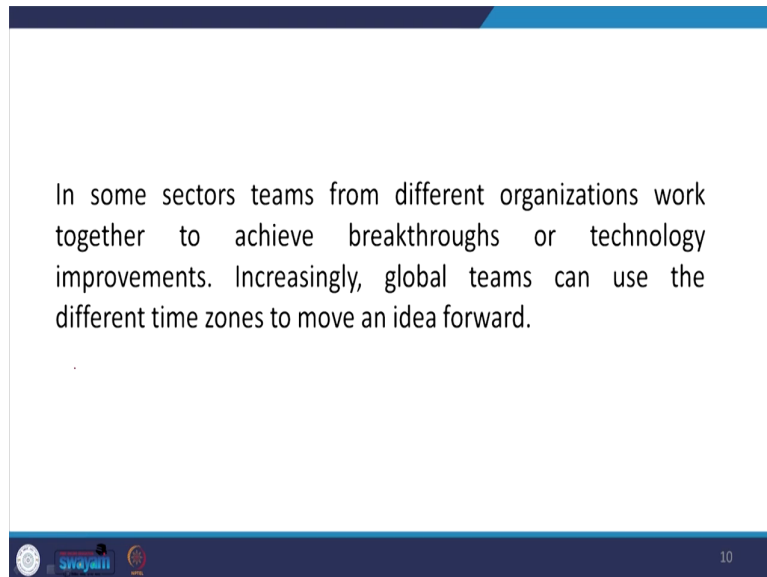 In some sectors teams from different organizations work
together to achieve breakthroughs or technology
improvements. Increasingly, global teams can use the
different time zones to move an idea forward.
swayam
10